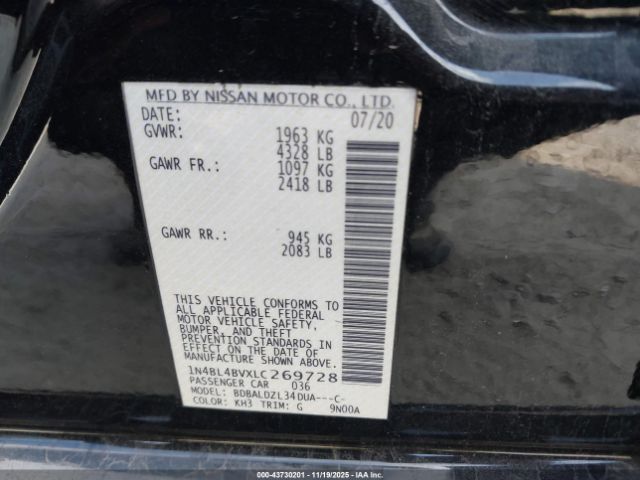 MFD BY NISSAN MOTOR CO., LTD.
DATE: 07/20
GVWR: 1963 KG
4328 LB
GAWR FR.: 1097 KG
2418 LB
GAWR RR.: 945 KG
2083 LB
THIS VEHICLE CONFORMS TO
ALL APPLICABLE FEDERAL
MOTOR VEHICLE SAFETY,
BUMPER, AND THEFT
PREVENTION STANDARDS
IN EFFECT ON THE DATE OF
MANUFACTURE SHOWN ABOVE.
1N4BL4BVXLC269728
PASSENGER CAR 036
MODEL: BDBALDZL34DUA---C-
COLOR: KH3 TRIM: G 9N00A
000-43730201 - 11/19/2025 - IAA